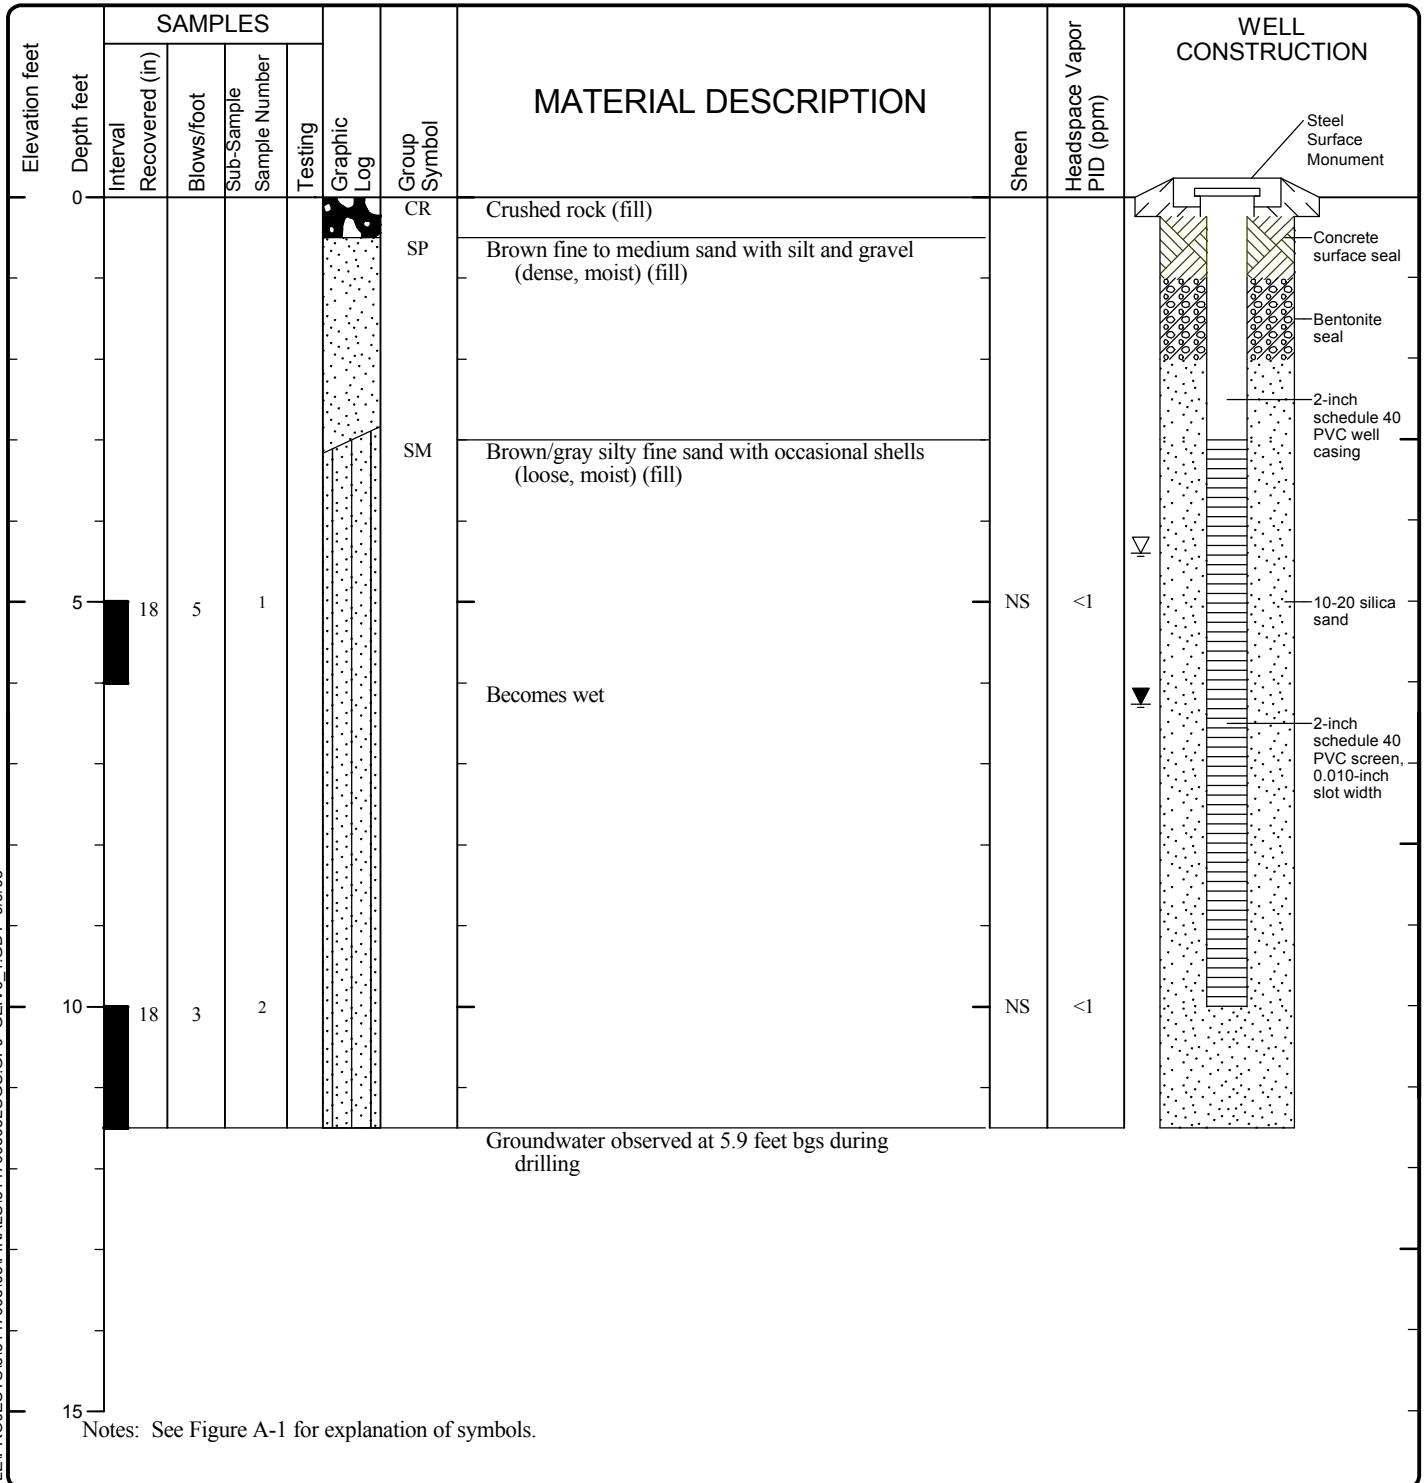 SAMPLES
Elevation feet
Depth feet
Interval
Recovered (in)
Blows/foot
Sub-Sample
Sample Number
Testing
Graphic
Log
Group
Symbol
MATERIAL DESCRIPTION
Sheen
Headspace Vapor
PID (ppm)
WELL
CONSTRUCTION
Steel
Surface
Monument
0
CR
Crushed rock (fill)
SP
Brown fine to medium sand with silt and gravel
(dense, moist) (fill)
Concrete
surface seal
Bentonite
seal
2-inch
schedule 40
PVC well
casing
SM
Brown/gray silty fine sand with occasional shells
(loose, moist) (fill)
5
18
5
1
NS
<1
10-20 silica
sand
Becomes wet
2-inch
schedule 40
PVC screen,
0.010-inch
slot width
10
18
3
2
NS
<1
Groundwater observed at 5.9 feet bgs during
drilling
15
Notes: See Figure A-1 for explanation of symbols.